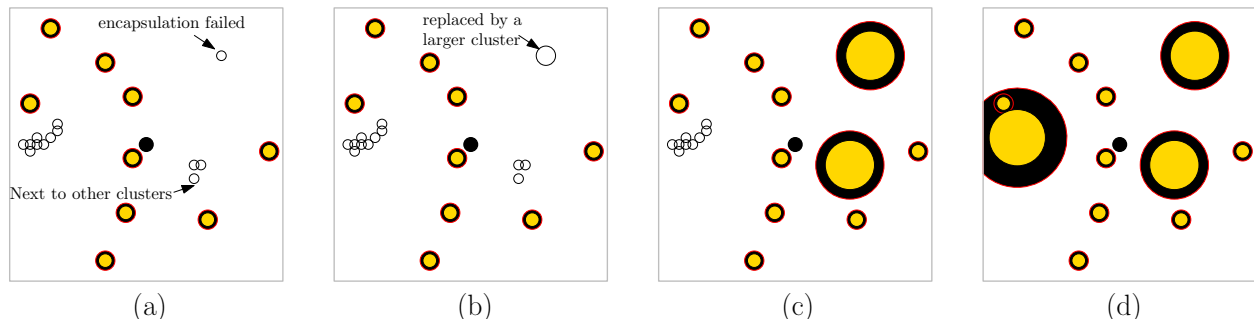 encapsulation failed
Next to other clusters
(a)
replaced by a
larger cluster
(b)
(c)
(d)